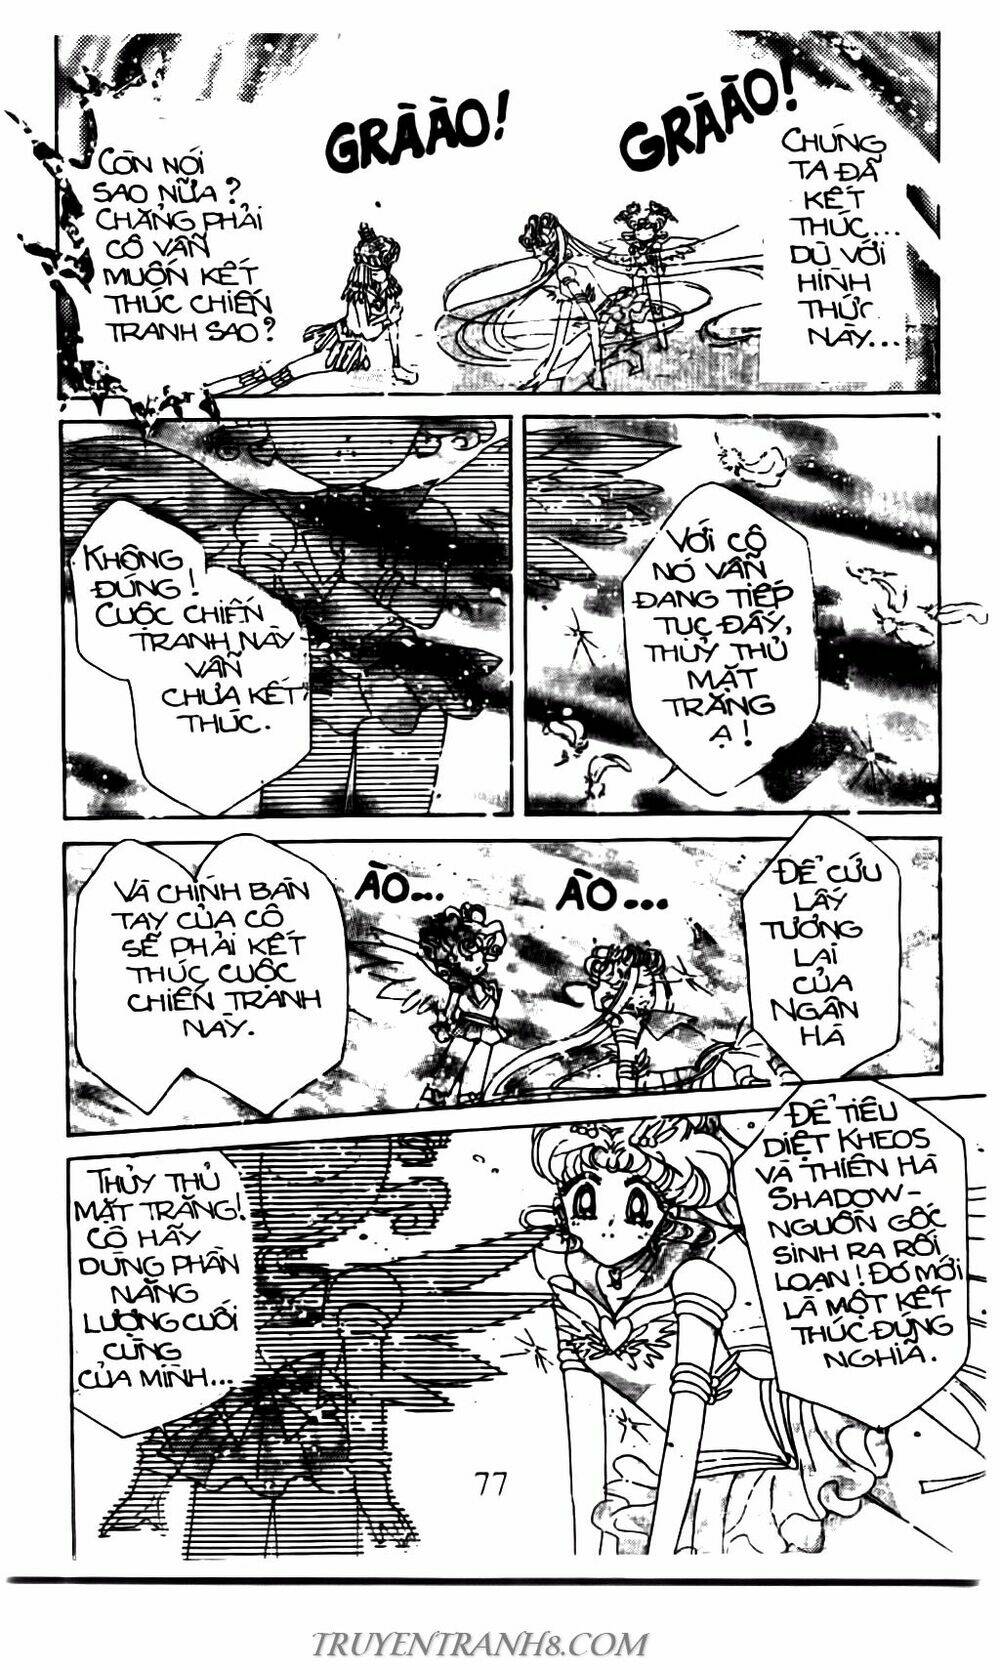 GRÀÀO!
CHÚNG
TA ĐÃ
KẾT
THÚC...
DÙ VỚI
HÌNH
THỨC
NÀY...
GRÀÀO!
CÒN NÓI
SAO NỮA?
CHẲNG PHẢI
CÔ VẪN
MUỐN KẾT
THÚC CHIẾN
TRANH SAO?
VỚI CÔ
NÓ VẪN
ĐANG TIẾP
TỤC ĐẤY,
THỦY THỦ
MẶT
TRĂNG
Ạ!
KHÔNG
ĐÚNG!
CUỘC CHIẾN
TRANH NÀY
VẪN
CHƯA KẾT
THÚC.
ĐỂ CỨU
LẤY
TƯƠNG
LAI
CỦA
NGÂN
HÀ
ÀO...
ÀO...
VÀ CHÍNH BÀN
TAY CỦA CÔ
SẼ PHẢI KẾT
THÚC CUỘC
CHIẾN TRANH
NÀY.
ĐỂ TIÊU
DIỆT KHEOS
VÀ THIÊN HÀ
SHADOW-
NGUỒN GỐC
SINH RA RỐI
LOẠN! ĐÓ MỚI
LÀ MỘT KẾT
THÚC ĐÚNG
NGHĨA.
THỦY THỦ
MẶT TRĂNG!
CÔ HÃY
DÙNG PHẦN
NĂNG
LƯỢNG CUỐI
CÙNG
CỦA MÌNH...
77
TRUYENTRANH8.COM